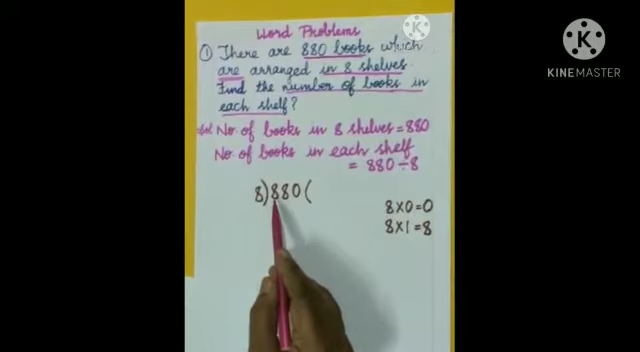 Word Problems
① There are 880 books which
are arranged in 8 shelves.
Find the number of books in
each shelf?
Sol No. of books in 8 shelves = 880
No. of books in each shelf
= 880 ÷ 8
8)880(
8×0=0
8×1=8
KINEMASTER